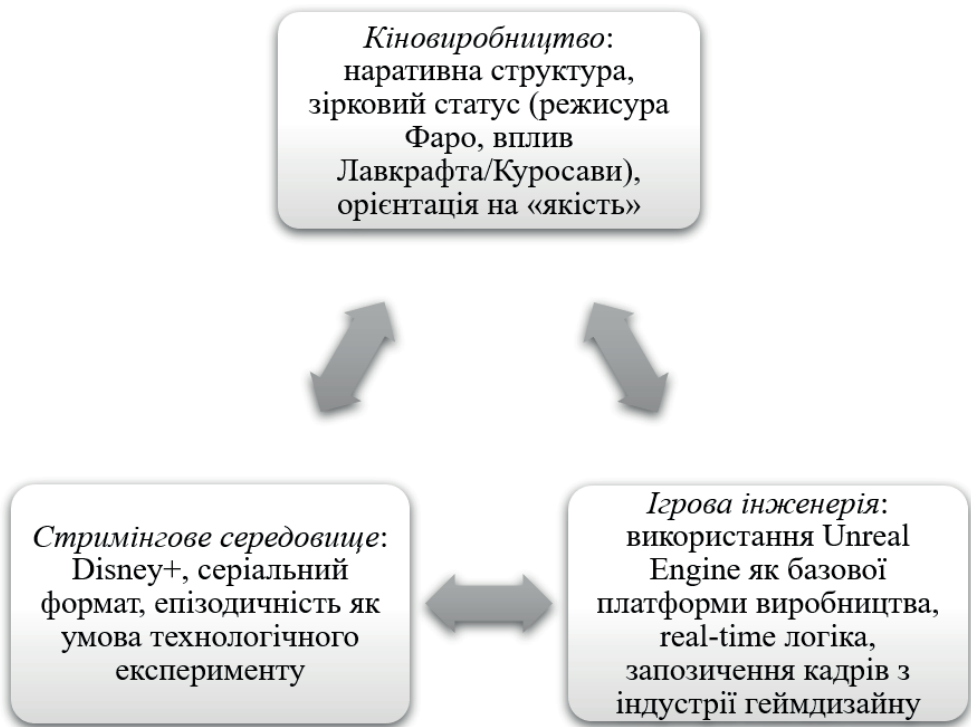 Кіновиробництво:
наративна структура,
зірковий статус (режисура
Фаро, вплив
Лавкрафта/Куросави),
орієнтація на «якість»
Стримінгове середовище:
Disney+, серіальний
формат, епізодичність як
умова технологічного
експерименту
Ігрова інженерія:
використання Unreal
Engine як базової
платформи виробництва,
real-time логіка,
запозичення кадрів з
індустрії геймдизайну